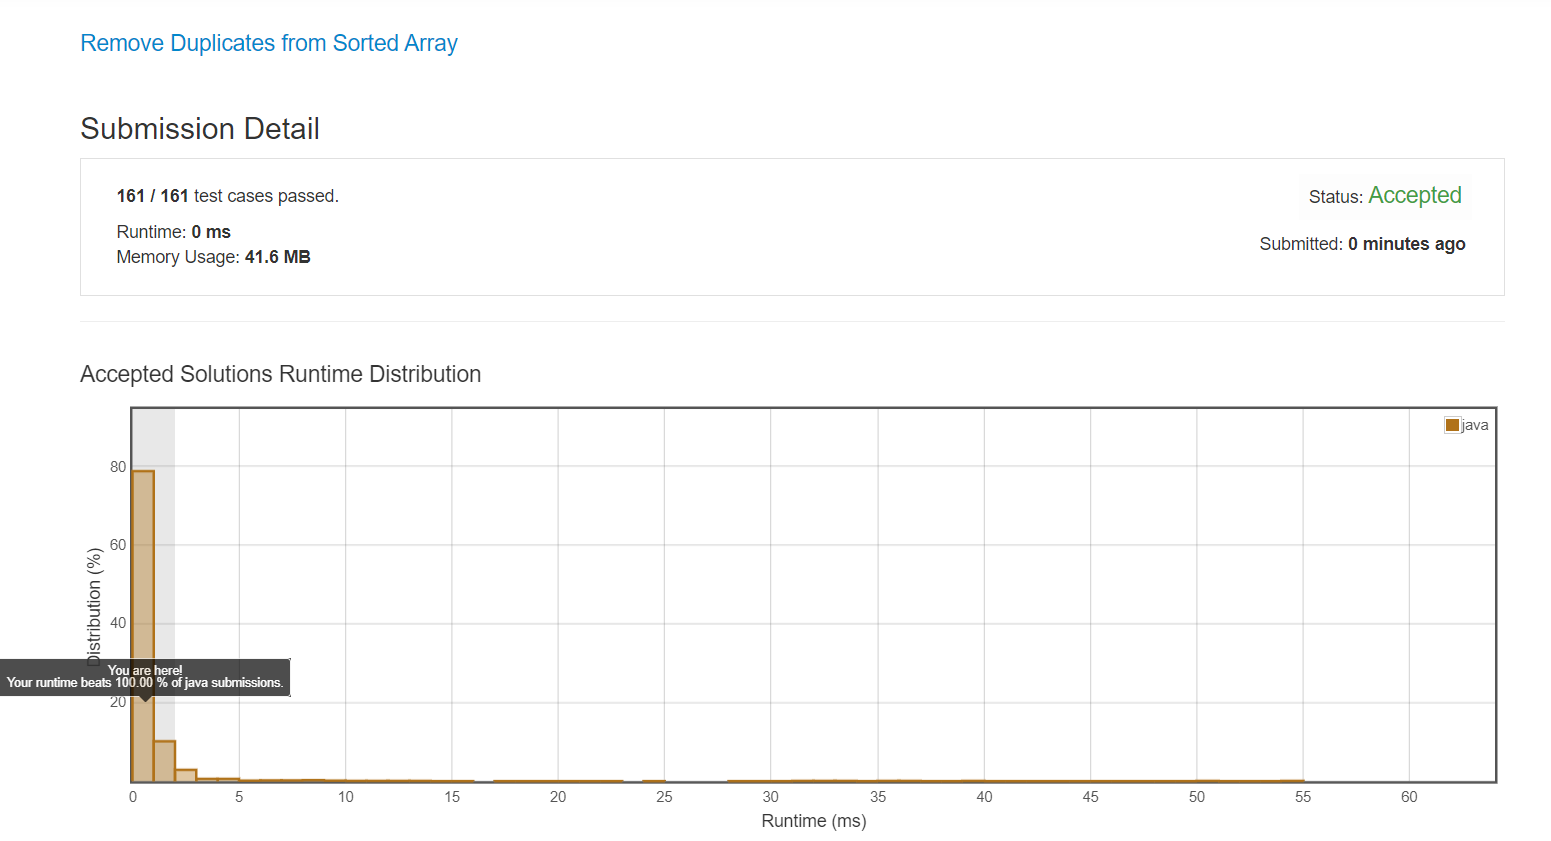 Remove Duplicates from Sorted Array
Submission Detail
161 / 161 test cases passed.
Status: Accepted
Runtime: 0 ms
Memory Usage: 41.6 MB
Submitted: 0 minutes ago
Accepted Solutions Runtime Distribution
java
80
60
40
20
Distribution (%)
You are here!
Your runtime beats 100.00 % of java submissions.
0 5 10 15 20 25 30 35 40 45 50 55 60
Runtime (ms)